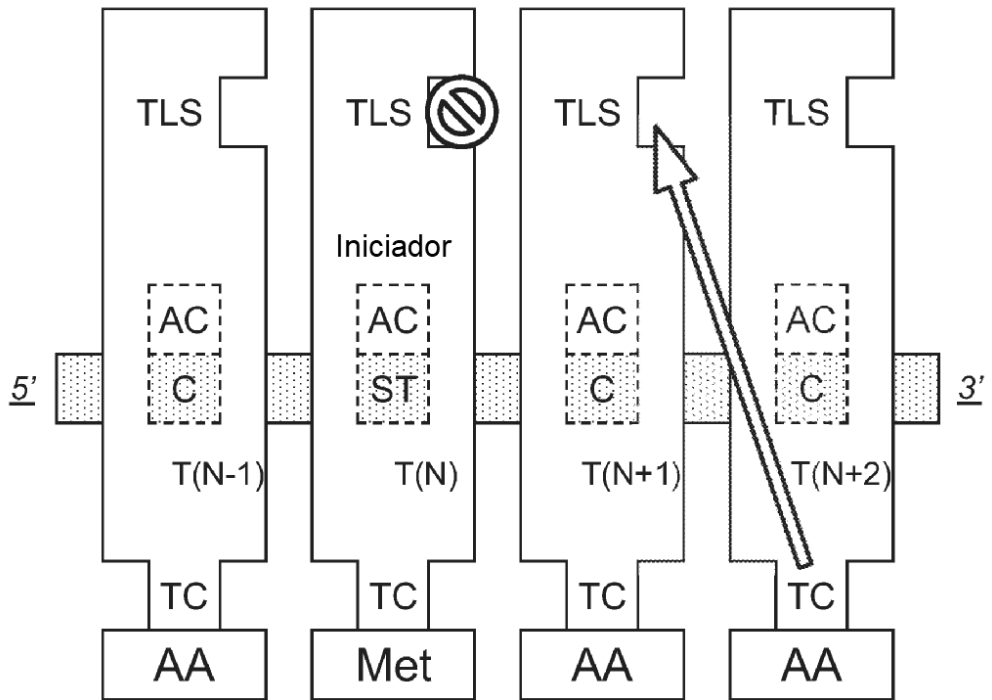 TLS TLS TLS TLS
Iniciador
AC AC AC AC
5' C ST C C 3'
T(N-1) T(N) T(N+1) T(N+2)
TC TC TC TC
AA Met AA AA